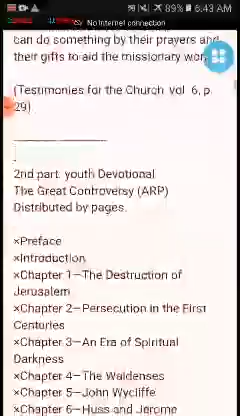 89% 6:43 AM
No Internet connection
can do something by their prayers and
their gifts to aid the missionary wor
(Testimonies for the Church vol 6, p.
29)
2nd part: youth Devotional
The Great Controversy (ARP)
Distributed by pages.
×Preface
×Introduction
×Chapter 1—The Destruction of
Jerusalem
×Chapter 2—Persecution in the First
Centuries
×Chapter 3—An Era of Spiritual
Darkness
×Chapter 4—The Waldenses
×Chapter 5—John Wycliffe
×Chapter 6—Huss and Jerome